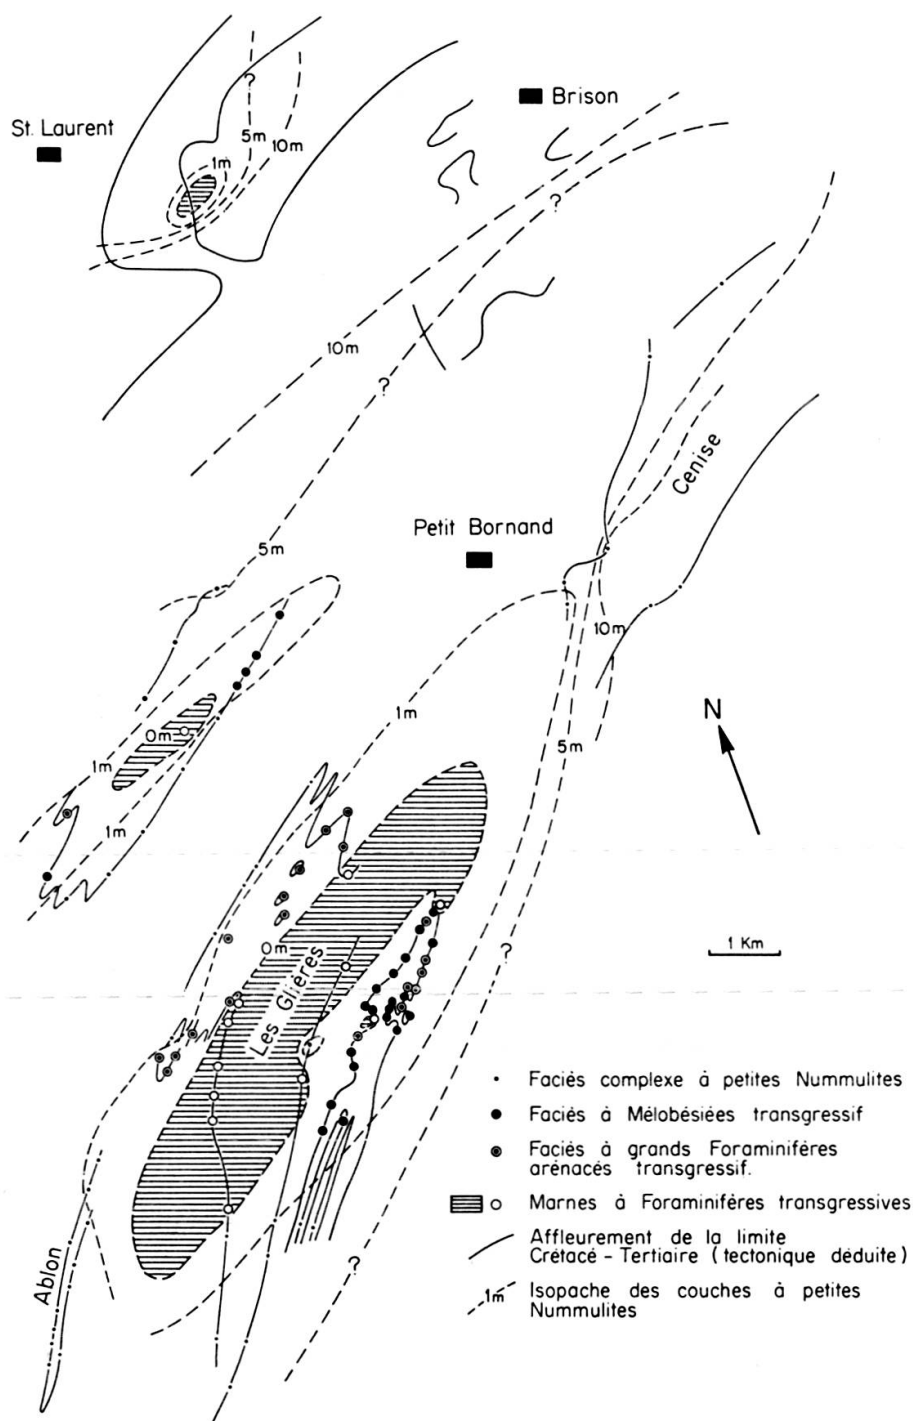 Brison
St. Laurent
?
5m
10m
1m
?
10m
?
Cenise
Petit Bornand
5m
10m
N
1m
5m
0m
1m
1m
?
1 Km
0m
Les Glières
?
Ablon
Faciès complexe à petites Nummulites
Faciès à Mélobésiées transgressif
Faciès à grands Foraminifères
arénacés transgressif.
Marnes à Foraminifères transgressives
Affleurement de la limite
Crétacé - Tertiaire (tectonique déduite)
1m
Isopache des couches à petites
Nummulites